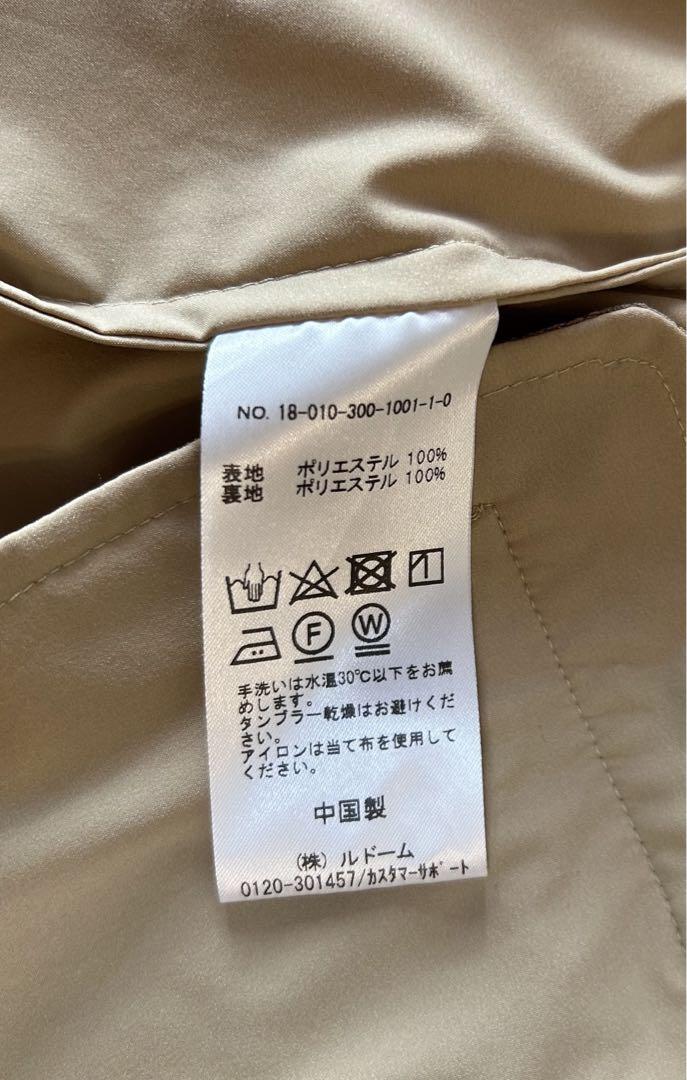 NO. 18-010-300-1001-1-0
表地 ポリエステル 100%
裏地 ポリエステル 100%
F W
手洗いは水温30℃以下をお薦
めします。
タンブラー乾燥はお避けくだ
さい。
アイロンは当て布を使用して
ください。
中国製
(株) ルドーム
0120-301457/カスタマーサポート